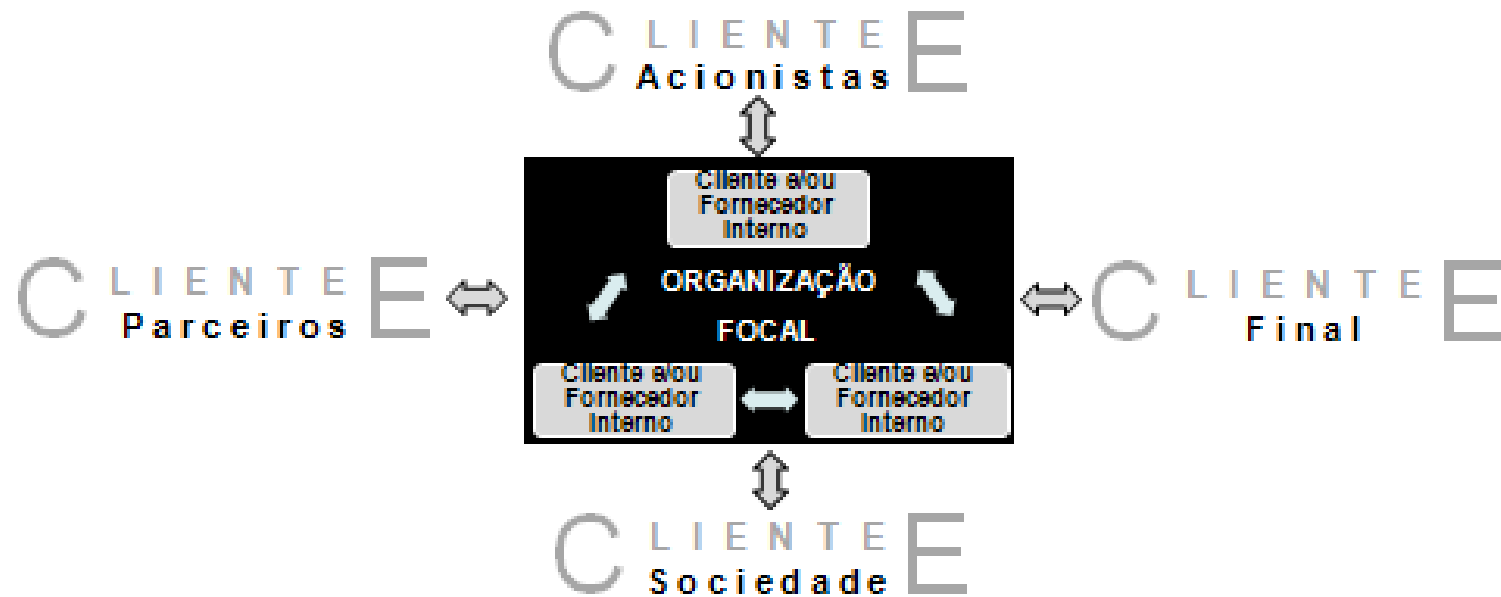 CLIENTE E
Acionistas
Cliente e/ou
Fornecedor
Interno
ORGANIZAÇÃO
FOCAL
CLIENTE E
Parceiros
CLIENTE E
Final
Cliente e/ou
Fornecedor
Interno
Cliente e/ou
Fornecedor
Interno
CLIENTE E
Sociedade